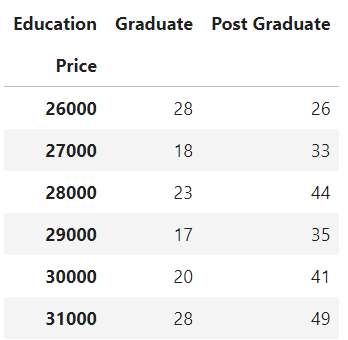 Education Graduate Post Graduate
Price
26000 28 26
27000 18 33
28000 23 44
29000 17 35
30000 20 41
31000 28 49